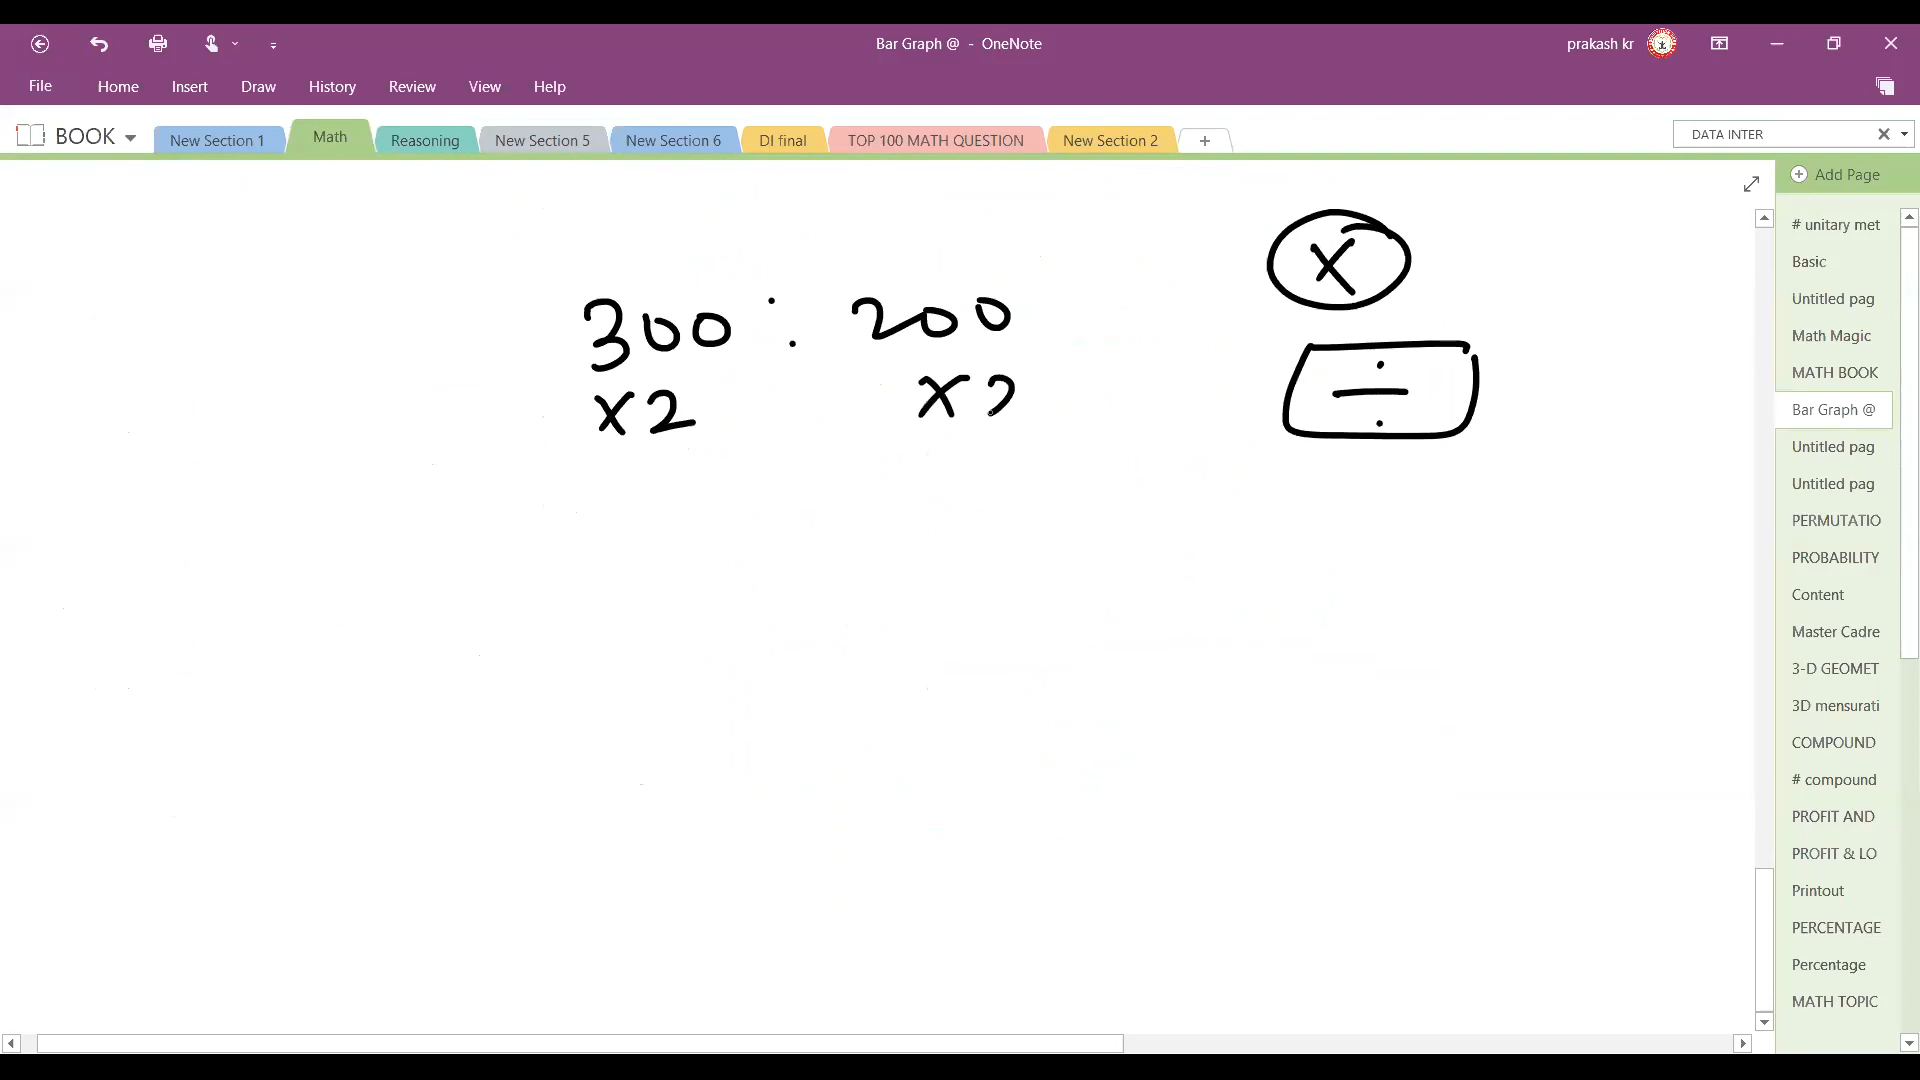 Bar Graph @ - OneNote
prakash kr
File Home Insert Draw History Review View Help
BOOK New Section 1 Math Reasoning New Section 5 New Section 6 DI final TOP 100 MATH QUESTION New Section 2 +
DATA INTER
Add Page
# unitary met
Basic
Untitled pag
Math Magic
MATH BOOK
Bar Graph @
Untitled pag
Untitled pag
PERMUTATIO
PROBABILITY
Content
Master Cadre
3-D GEOMET
3D mensurati
COMPOUND
# compound
PROFIT AND
PROFIT & LO
Printout
PERCENTAGE
Percentage
MATH TOPIC
300 : 200
×2 ×
×
÷